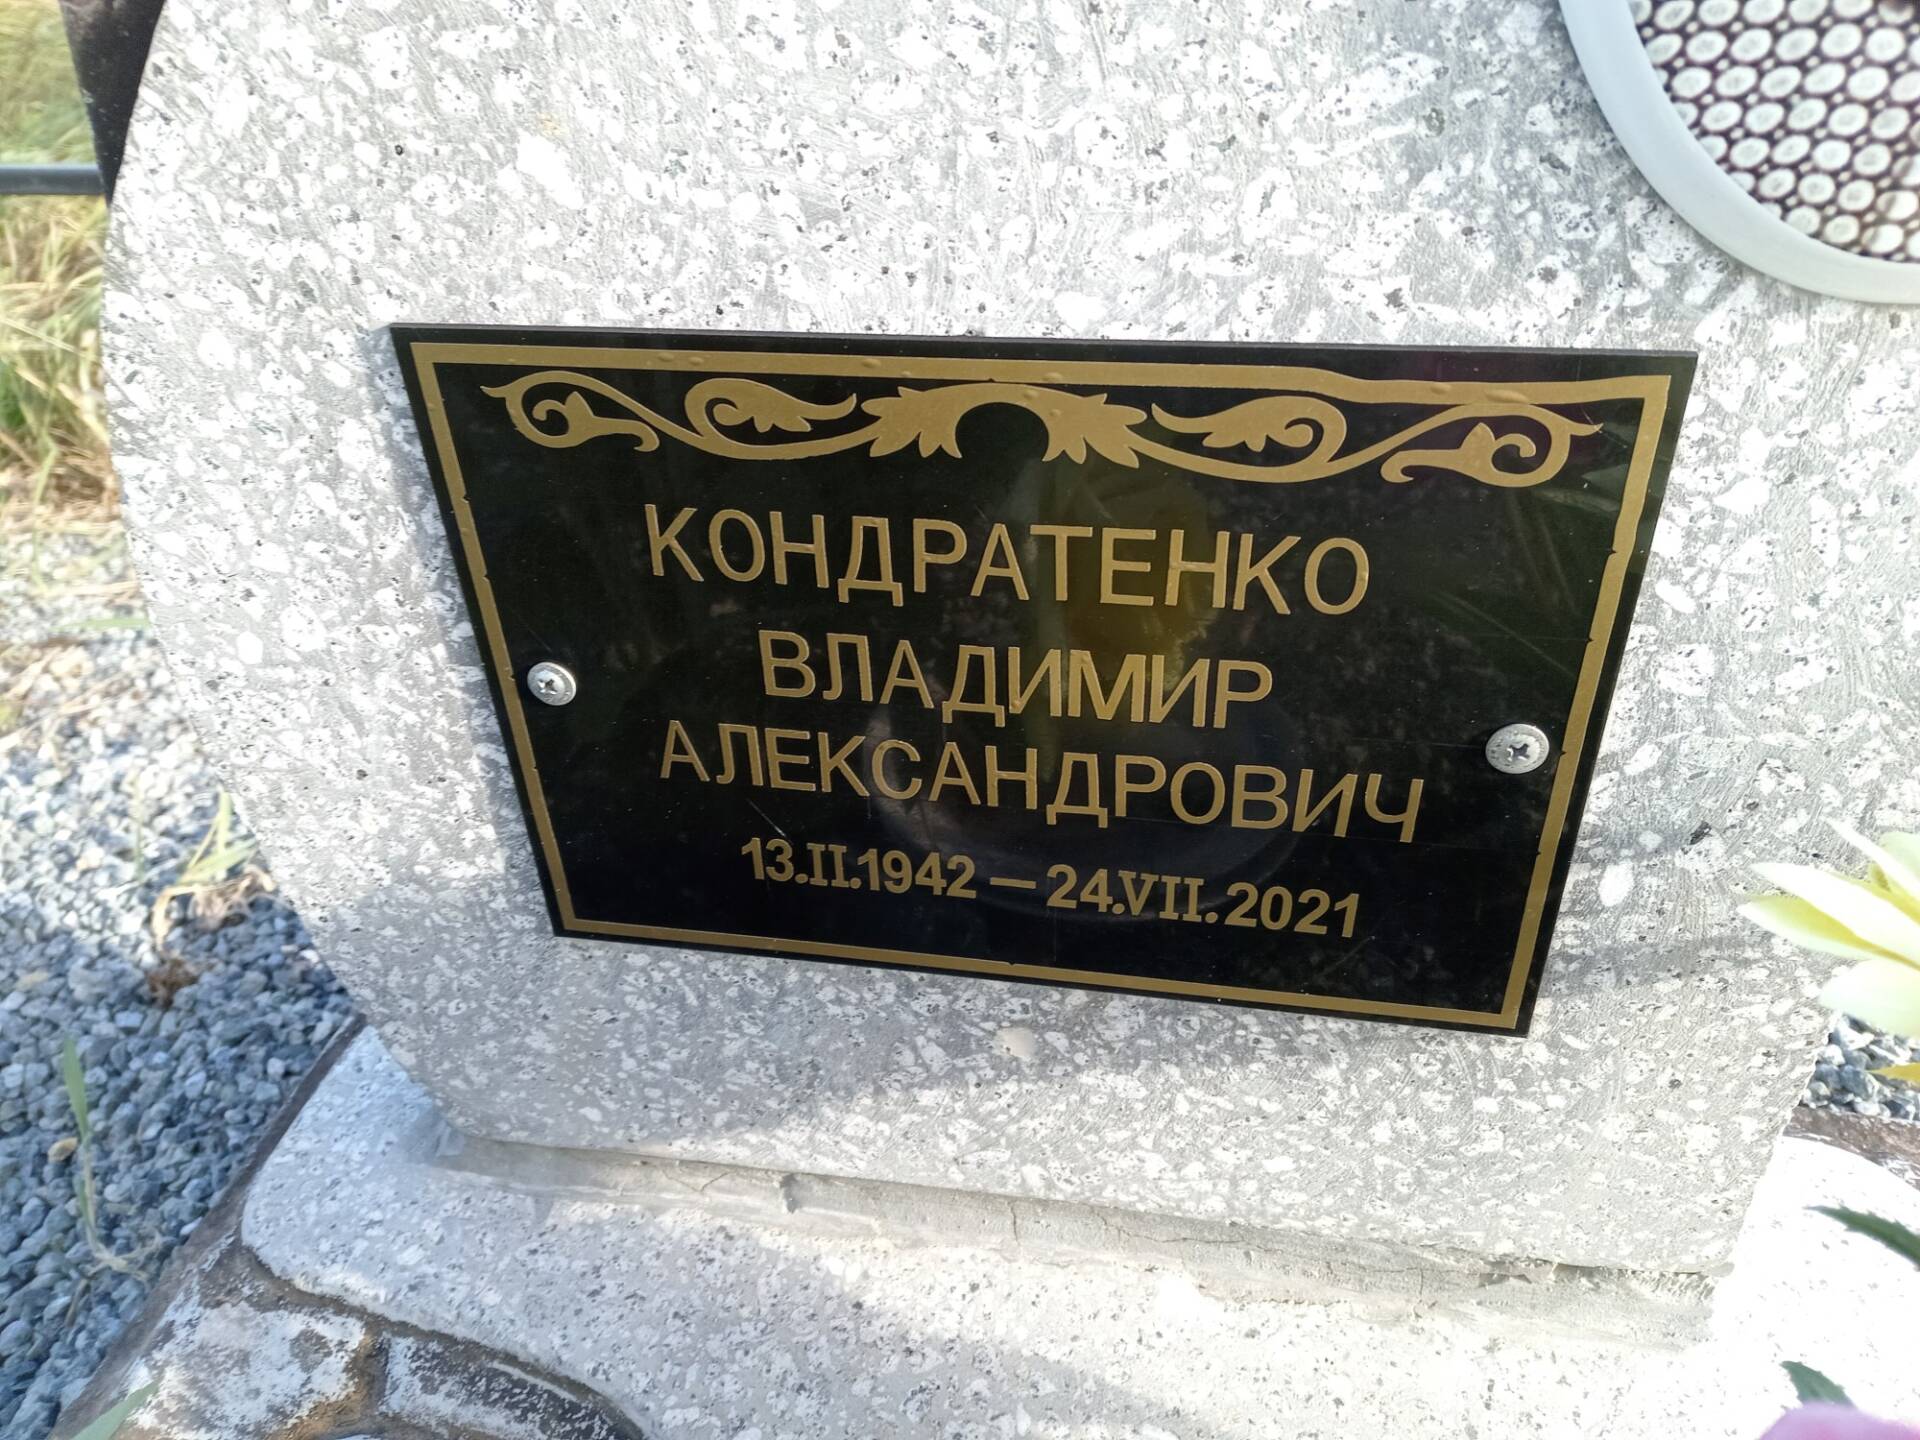 КОНДРАТЕНКО
ВЛАДИМИР
АЛЕКСАНДРОВИЧ
13.II.1942 — 24.VII.2021